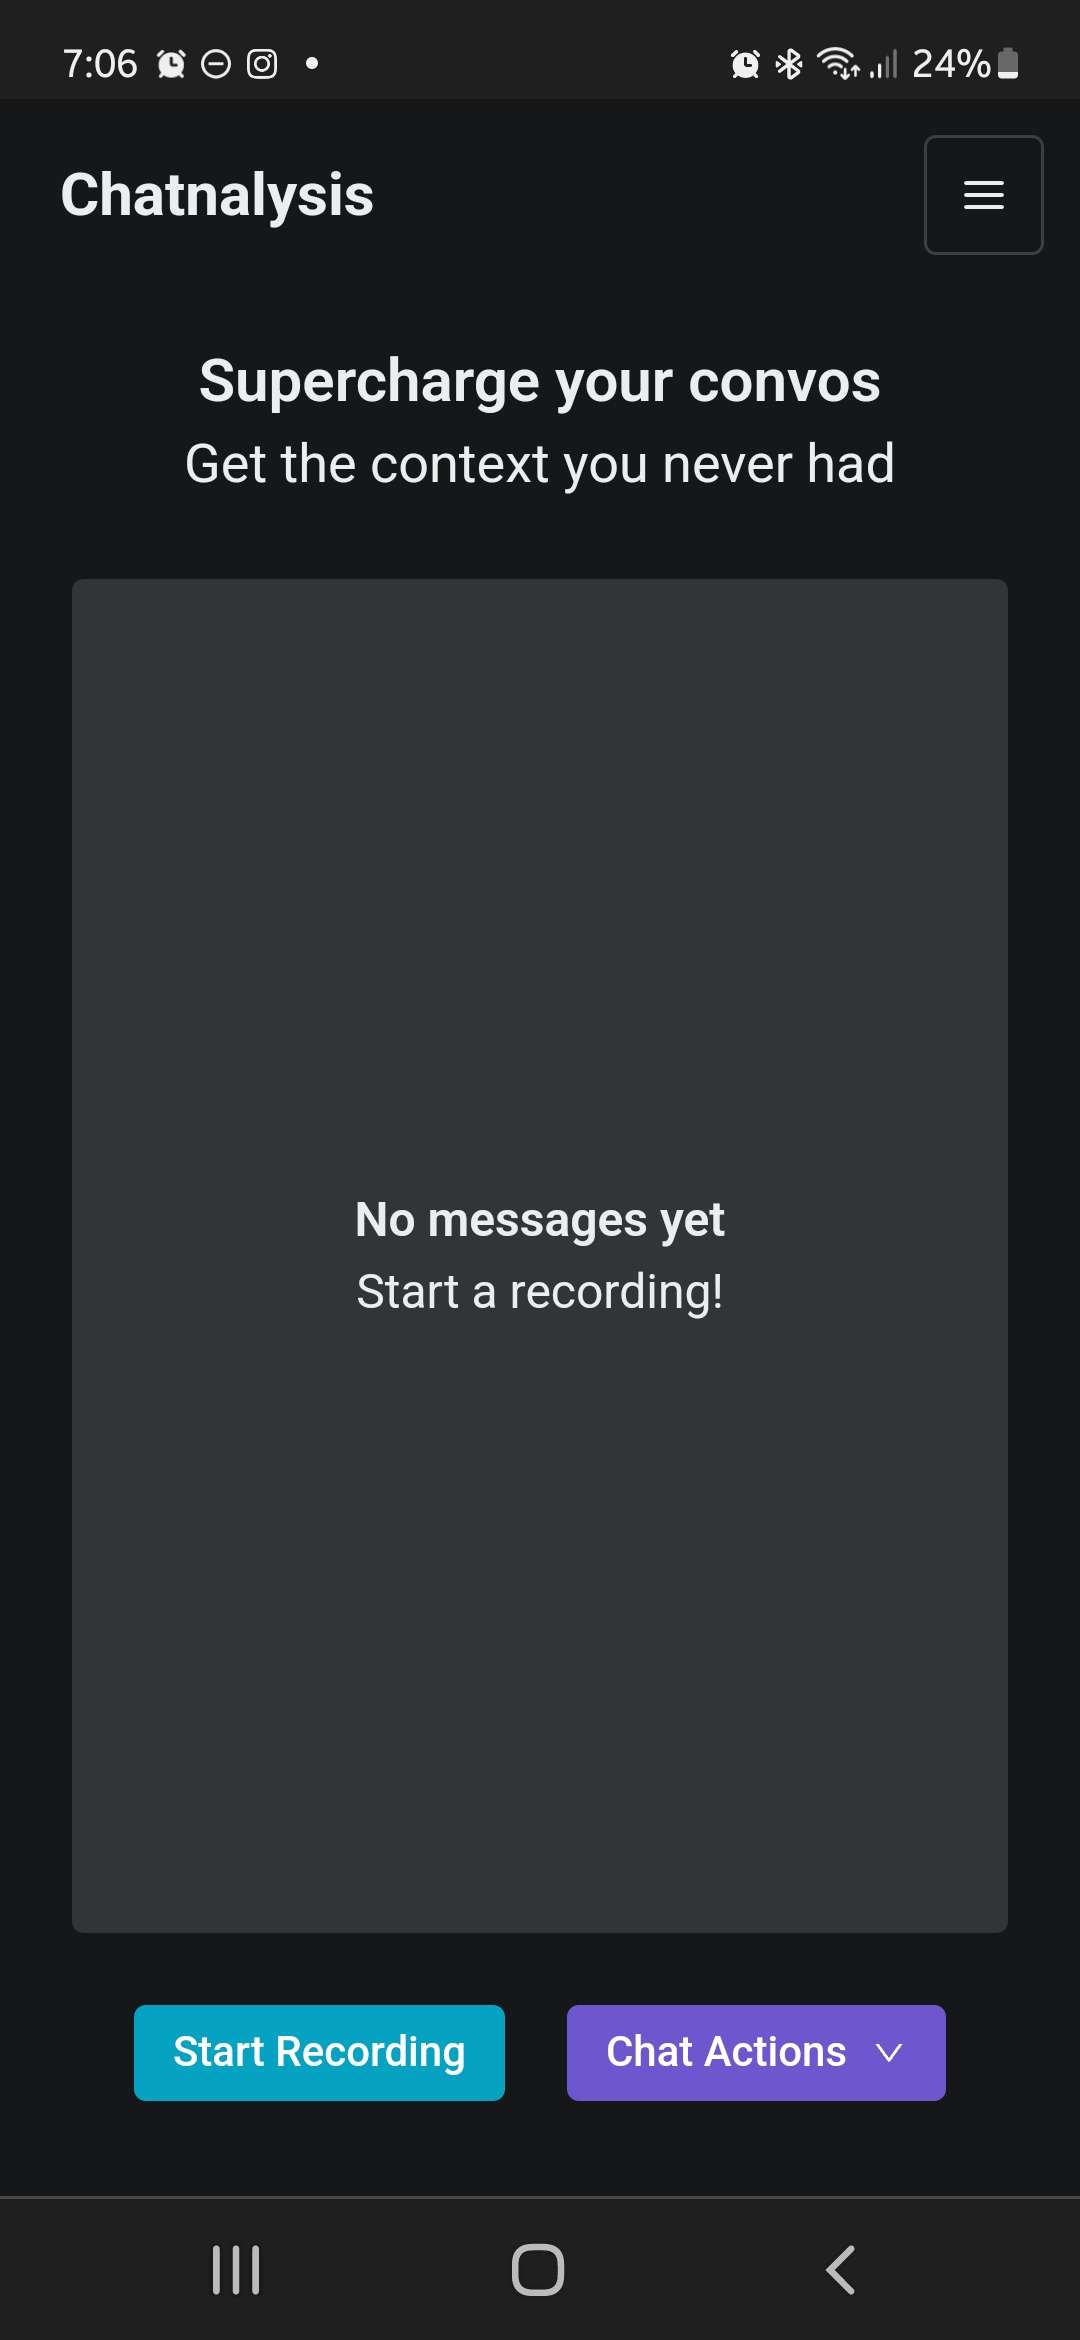 7:06
24%
Chatnalysis
Supercharge your convos
Get the context you never had
No messages yet
Start a recording!
Start Recording
Chat Actions